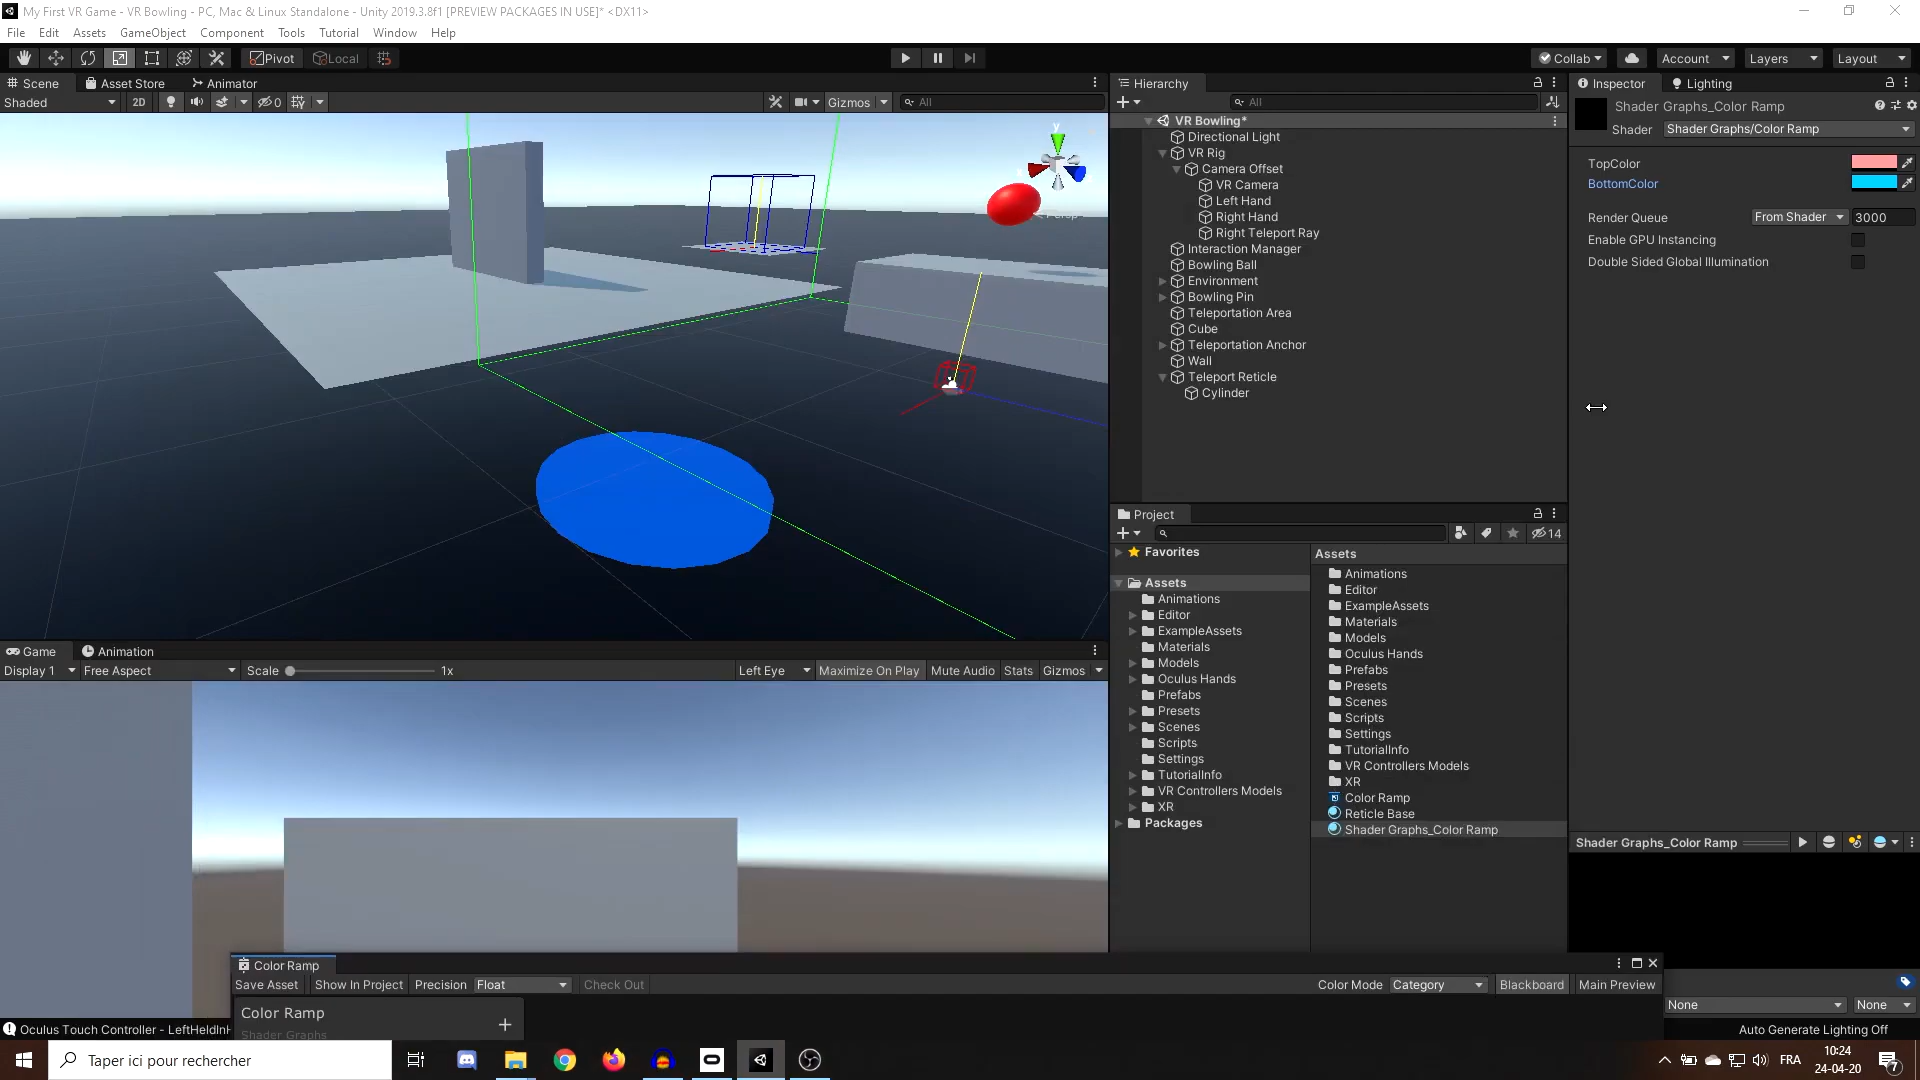 My First VR Game - VR Bowling - PC, Mac & Linux Standalone - Unity 2019.3.8f1 [PREVIEW PACKAGES IN USE]* <DX11>
File Edit Assets GameObject Component Tools Tutorial Window Help
Pivot Local Collab Account Layers Layout
Scene Asset Store Animator
Shaded 2D 0 Gizmos All
y
Persp
Hierarchy
All
VR Bowling*
Directional Light
VR Rig
Camera Offset
VR Camera
Left Hand
Right Hand
Right Teleport Ray
Interaction Manager
Bowling Ball
Environment
Bowling Pin
Teleportation Area
Cube
Teleportation Anchor
Wall
Teleport Reticle
Cylinder
Inspector Lighting
Shader Graphs_Color Ramp
Shader Shader Graphs/Color Ramp
TopColor
BottomColor
Render Queue From Shader 3000
Enable GPU Instancing
Double Sided Global Illumination
Project
14
Favorites
Assets
Animations
Editor
ExampleAssets
Materials
Models
Oculus Hands
Prefabs
Presets
Scenes
Scripts
Settings
TutorialInfo
VR Controllers Models
XR
Packages
Assets
Animations
Editor
ExampleAssets
Materials
Models
Oculus Hands
Prefabs
Presets
Scenes
Scripts
Settings
TutorialInfo
VR Controllers Models
XR
Color Ramp
Reticle Base
Shader Graphs_Color Ramp
Shader Graphs_Color Ramp
None None
Game Animation
Display 1 Free Aspect Scale 1x Left Eye Maximize On Play Mute Audio Stats Gizmos
Color Ramp
Save Asset Show In Project Precision Float Check Out Color Mode Category Blackboard Main Preview
Color Ramp
Shader Graphs
Oculus Touch Controller - LeftHeldInH
Auto Generate Lighting Off
Taper ici pour rechercher
FRA
10:24
24-04-20
7